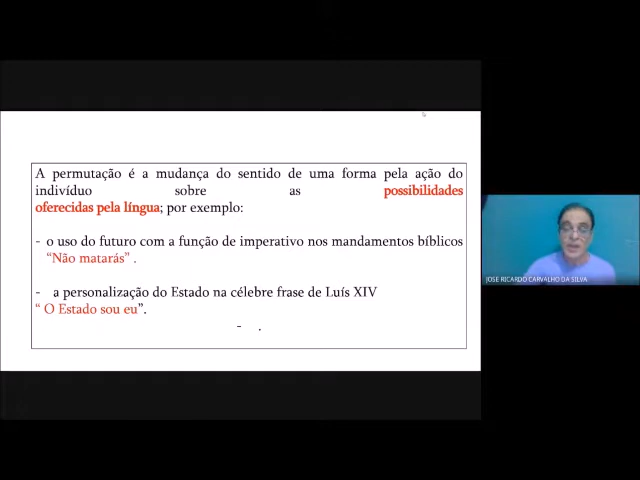 A permutação é a mudança do sentido de uma forma pela ação do
indivíduo sobre as possibilidades
oferecidas pela língua; por exemplo:
- o uso do futuro com a função de imperativo nos mandamentos bíblicos
“Não matarás” .
- a personalização do Estado na célebre frase de Luís XIV
“ O Estado sou eu”.
- .
JOSE RICARDO CARVALHO DA SILVA